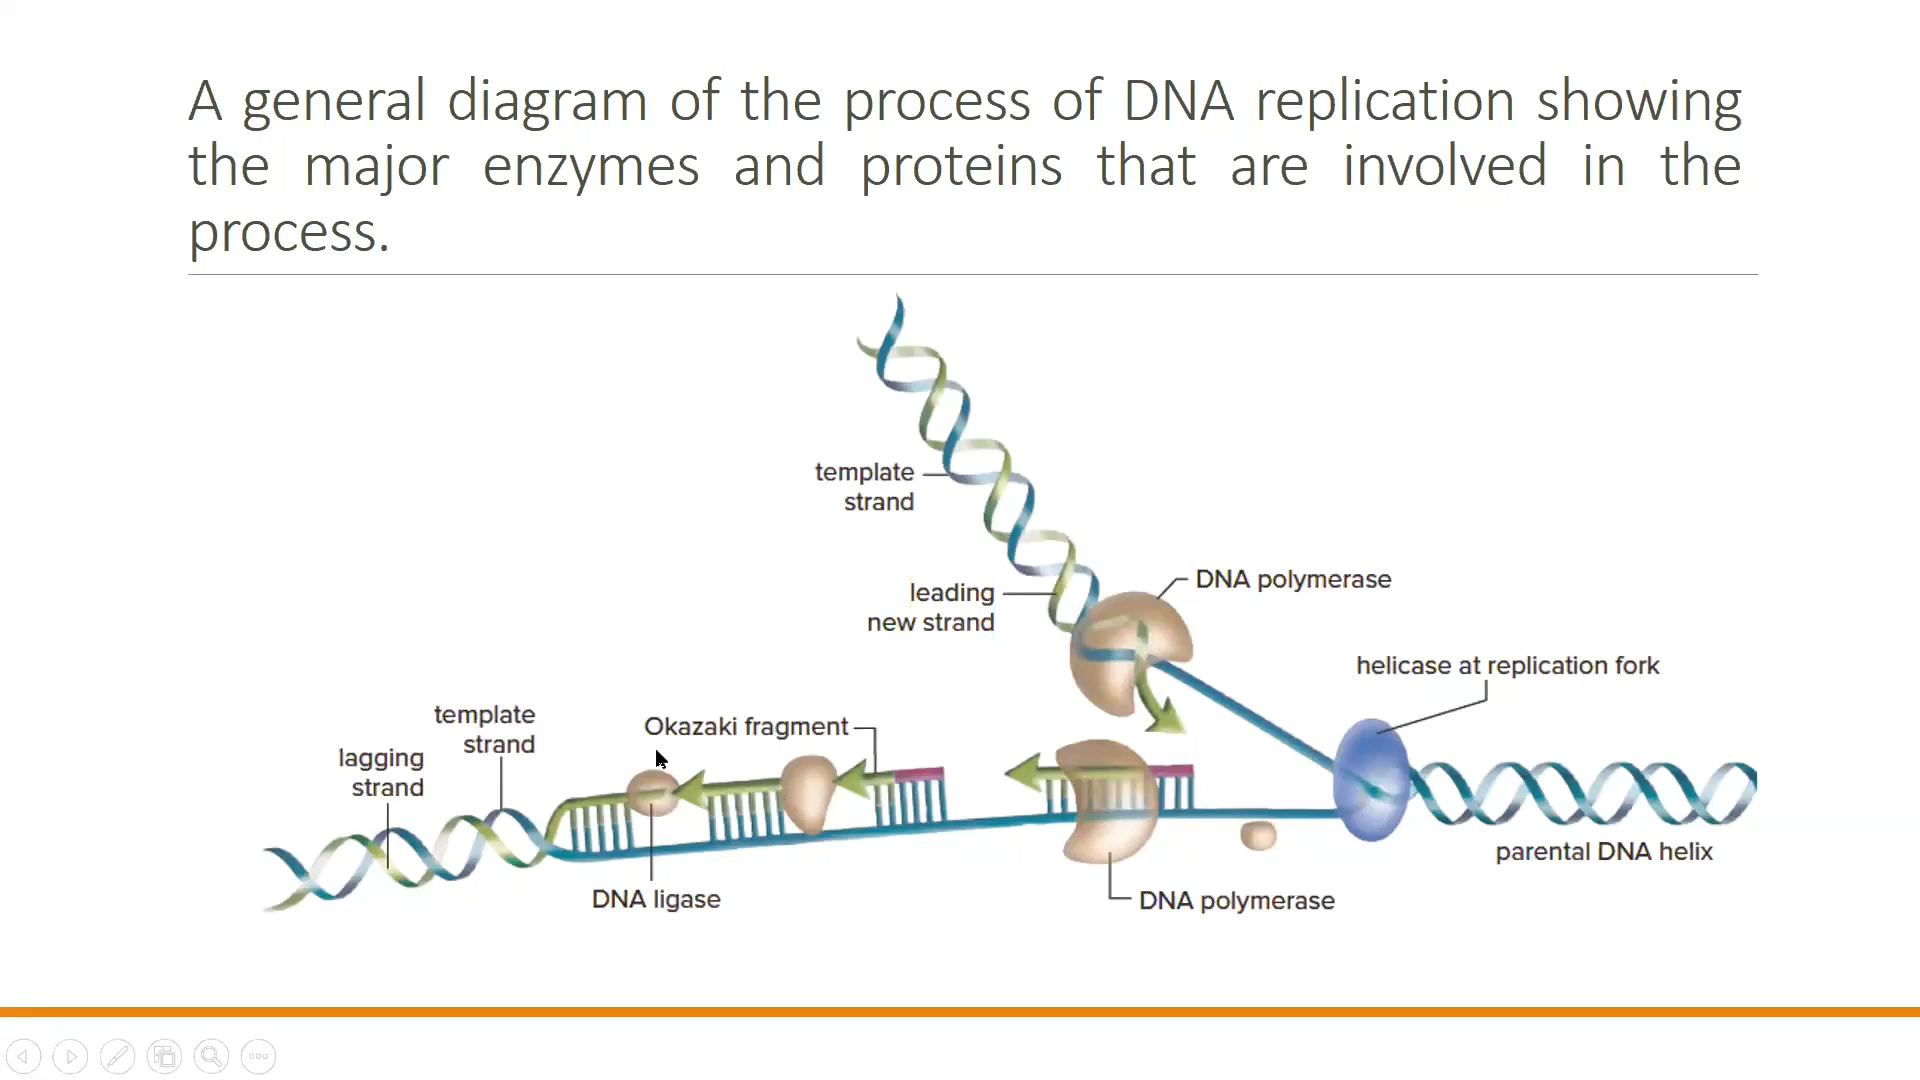 A general diagram of the process of DNA replication showing
the major enzymes and proteins that are involved in the
process.
template
strand
leading
new strand
DNA polymerase
helicase at replication fork
template
strand
Okazaki fragment
lagging
strand
parental DNA helix
DNA ligase
DNA polymerase